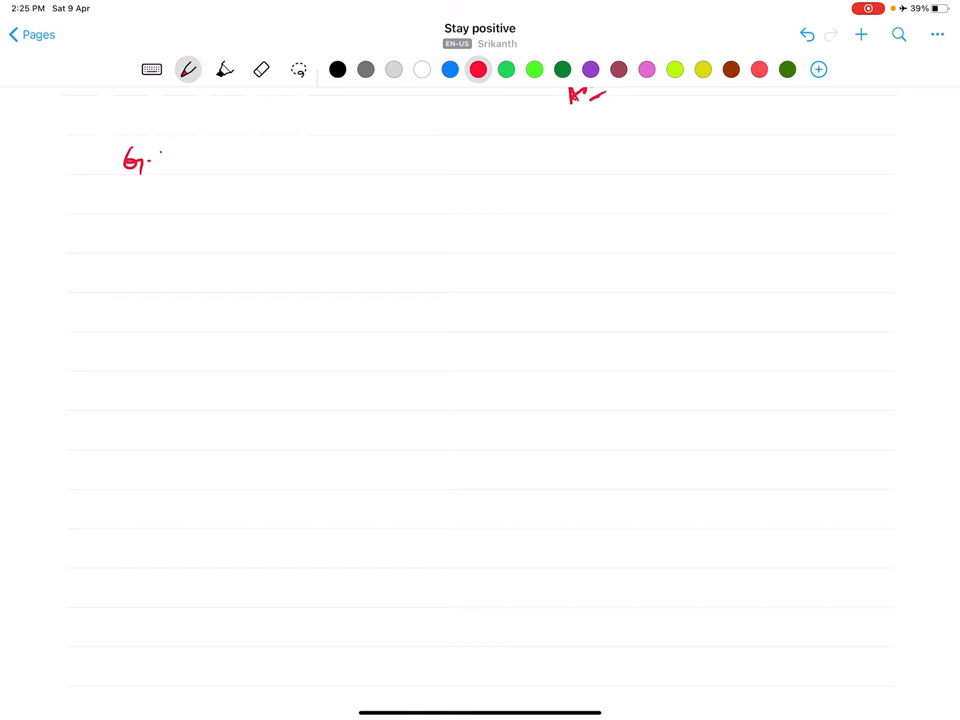 2:25 PM Sat 9 Apr
39%
Pages
Stay positive
EN-US Srikanth